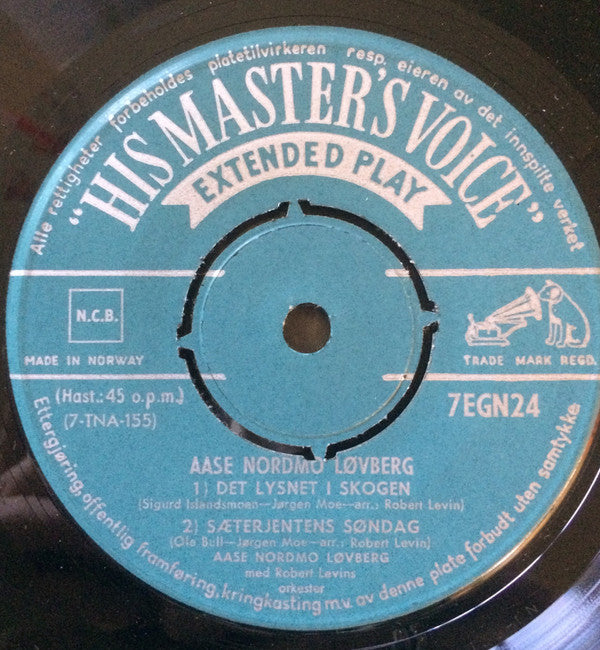 Alle rettigheter forbeholdes platetilvirkeren resp. eieren av det innspilte verket
"HIS MASTER'S VOICE"
EXTENDED PLAY
N.C.B.
MADE IN NORWAY
TRADE MARK REGD.
(Hast.: 45 o.p.m.)
(7-TNA-155)
7EGN24
AASE NORDMO LØVBERG
1) DET LYSNET I SKOGEN
(Sigurd Islandsmoen—Jørgen Moe—arr.: Robert Levin)
2) SÆTERJENTENS SØNDAG
(Ole Bull—Jørgen Moe—arr.: Robert Levin)
AASE NORDMO LØVBERG
med Robert Levins
orkester
Ettergjøring, offentlig framføring, kringkasting m.v. av denne plate forbudt uten samtykke